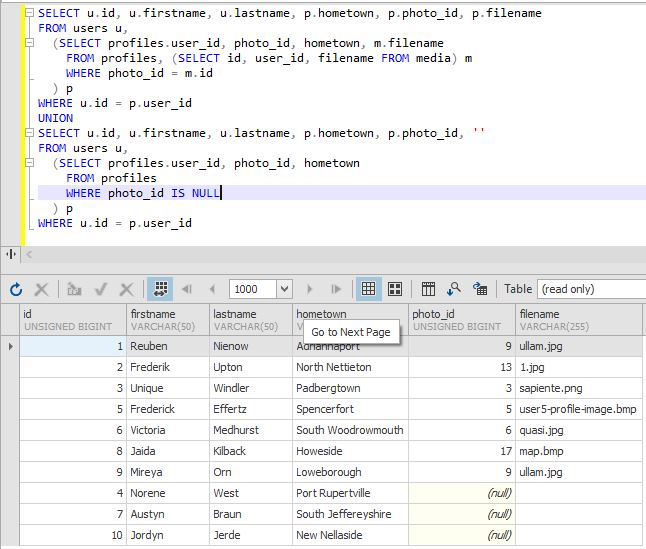 SELECT u.id, u.firstname, u.lastname, p.hometown, p.photo_id, p.filename
FROM users u,
(SELECT profiles.user_id, photo_id, hometown, m.filename
FROM profiles, (SELECT id, user_id, filename FROM media) m
WHERE photo_id = m.id
) p
WHERE u.id = p.user_id
UNION
SELECT u.id, u.firstname, u.lastname, p.hometown, p.photo_id, ''
FROM users u,
(SELECT profiles.user_id, photo_id, hometown
FROM profiles
WHERE photo_id IS NULL
) p
WHERE u.id = p.user_id
1000 Table (read only)
id firstname lastname hometown photo_id filename
UNSIGNED BIGINT VARCHAR(50) VARCHAR(50) UNSIGNED BIGINT VARCHAR(255)
Go to Next Page
1 Reuben Nienow Adriannaport 9 ullam.jpg
2 Frederik Upton North Nettieton 13 1.jpg
3 Unique Windler Padbergtown 3 sapiente.png
5 Frederick Effertz Spencerfort 5 user5-profile-image.bmp
6 Victoria Medhurst South Woodrowmouth 6 quasi.jpg
8 Jaida Kilback Howeside 17 map.bmp
9 Mireya Orn Loweborough 9 ullam.jpg
4 Norene West Port Rupertville (null)
7 Austyn Braun South Jeffereyshire (null)
10 Jordyn Jerde New Nellaside (null)